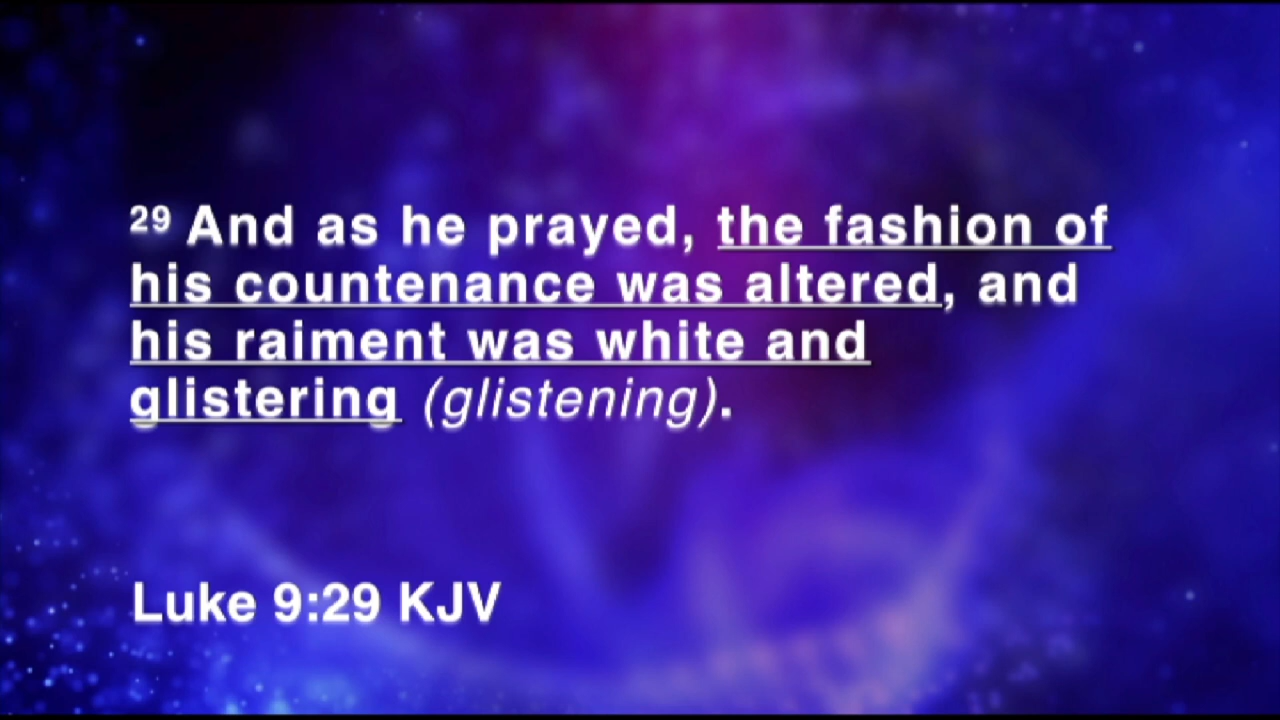 29 And as he prayed, the fashion of
his countenance was altered, and
his raiment was white and
glistering (glistening).
Luke 9:29 KJV